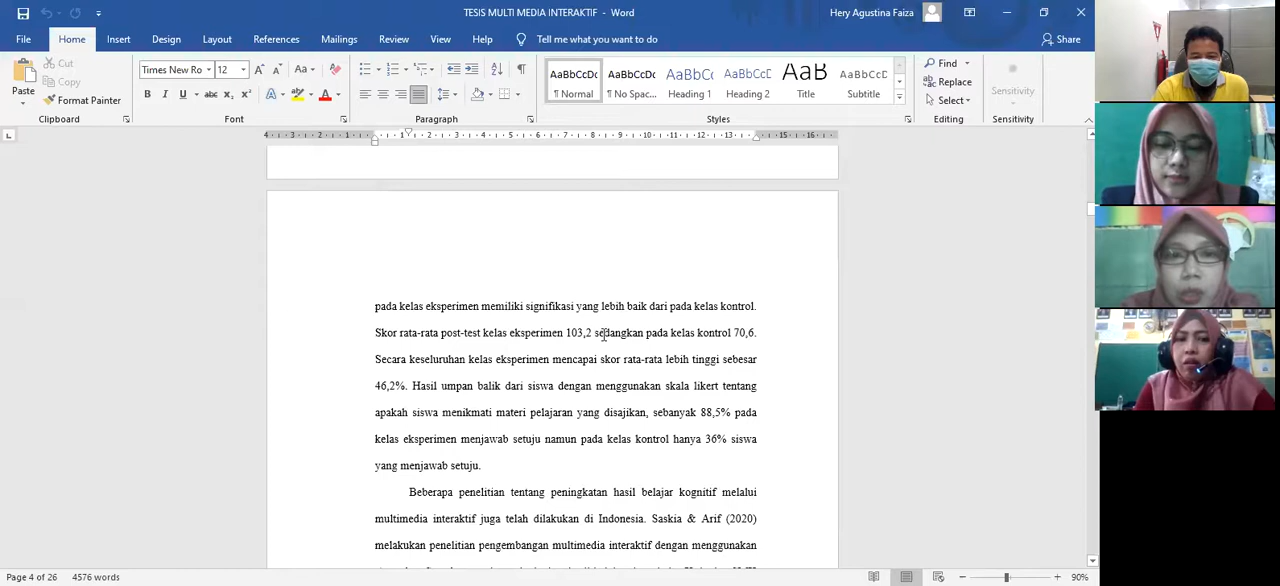 TESIS MULTI MEDIA INTERAKTIF - Word
Hery Agustina Faiza
File Home Insert Design Layout References Mailings Review View Help Tell me what you want to do Share
Paste
Cut
Copy
Format Painter
Clipboard
Times New Ro 12
Font
Paragraph
AaBbCcDc AaBbCcDc AaBbCc AaBbCcD AaB AaBbCcD
¶ Normal ¶ No Spac... Heading 1 Heading 2 Title Subtitle
Styles
Find
Replace
Select
Editing
Sensitivity
Sensitivity
pada kelas eksperimen memiliki signifikasi yang lebih baik dari pada kelas kontrol.
Skor rata-rata post-test kelas eksperimen 103,2 sedangkan pada kelas kontrol 70,6.
Secara keseluruhan kelas eksperimen mencapai skor rata-rata lebih tinggi sebesar
46,2%. Hasil umpan balik dari siswa dengan menggunakan skala likert tentang
apakah siswa menikmati materi pelajaran yang disajikan, sebanyak 88,5% pada
kelas eksperimen menjawab setuju namun pada kelas kontrol hanya 36% siswa
yang menjawab setuju.
Beberapa penelitian tentang peningkatan hasil belajar kognitif melalui
multimedia interaktif juga telah dilakukan di Indonesia. Saskia & Arif (2020)
melakukan penelitian pengembangan multimedia interaktif dengan menggunakan
Page 4 of 26 4576 words
90%